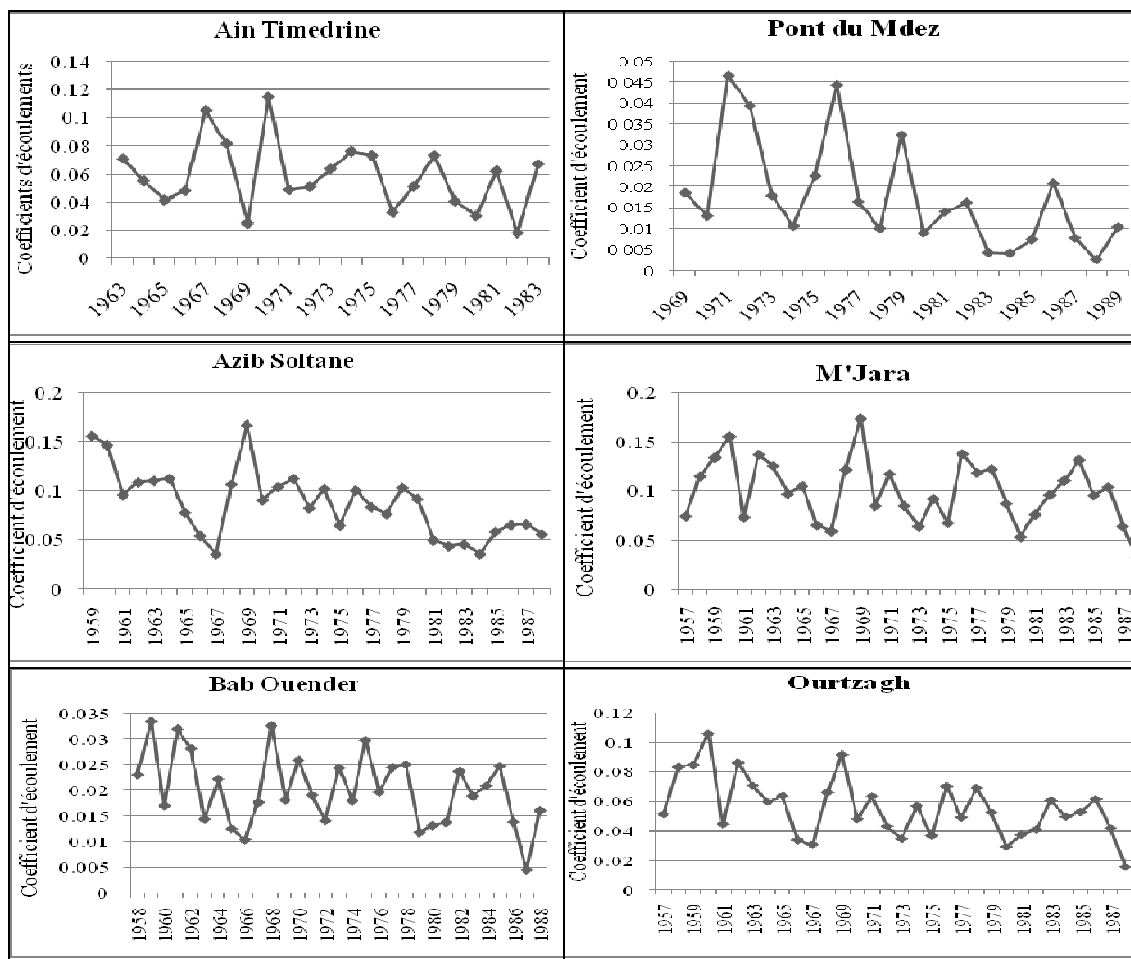 Ain Timedrine
Coefficients d'écoulements
0.14
0.12
0.1
0.08
0.06
0.04
0.02
0
1963 1965 1967 1969 1971 1973 1975 1977 1979 1981 1983
Pont du Mdez
Coefficient d'écoulement
0.05
0.045
0.04
0.035
0.03
0.025
0.02
0.015
0.01
0.005
0
1969 1971 1973 1975 1977 1979 1981 1983 1985 1987 1989
Azib Soltane
Coefficient d'écoulement
0.2
0.15
0.1
0.05
0
1959 1961 1963 1965 1967 1969 1971 1973 1975 1977 1979 1981 1983 1985 1987
M'Jara
Coefficient d'écoulement
0.2
0.15
0.1
0.05
0
1957 1959 1961 1963 1965 1967 1969 1971 1973 1975 1977 1979 1981 1983 1985 1987
Bab Ouender
Coefficient d'écoulement
0.035
0.03
0.025
0.02
0.015
0.01
0.005
0
1958 1960 1962 1964 1966 1968 1970 1972 1974 1976 1978 1980 1982 1984 1986 1988
Ourtzagh
Coefficient d'écoulement
0.12
0.1
0.08
0.06
0.04
0.02
0
1957 1959 1961 1963 1965 1967 1969 1971 1973 1975 1977 1979 1981 1983 1985 1987